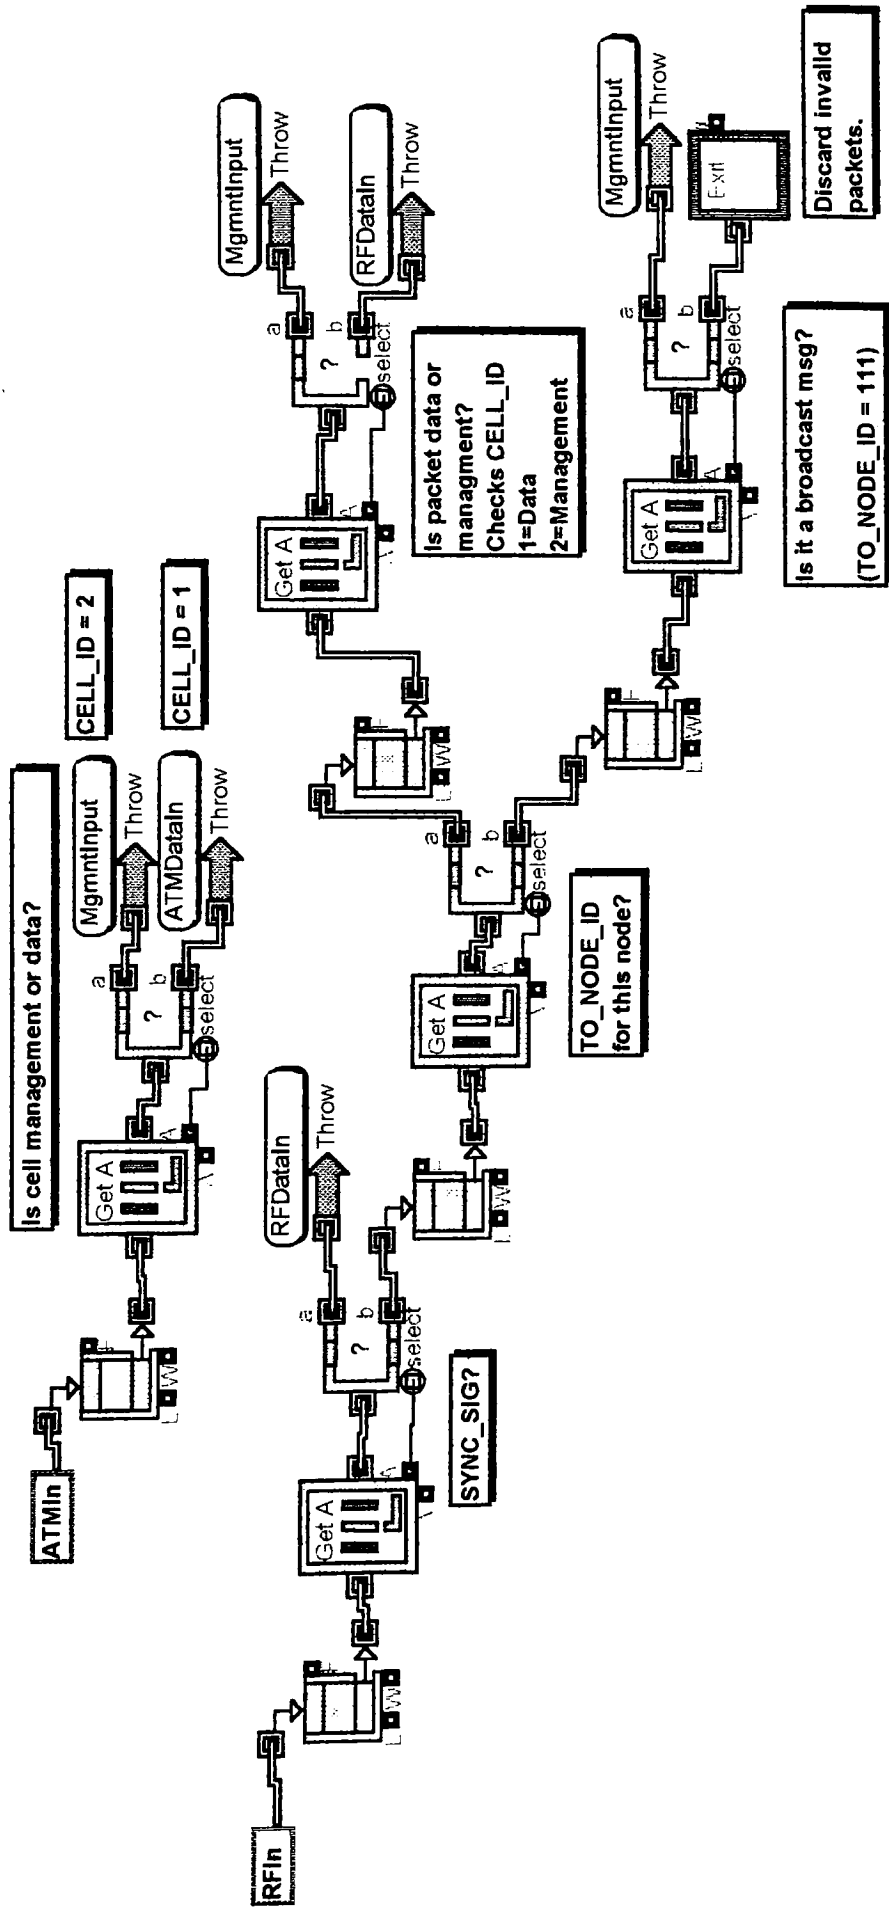 Is cell management or data?
ATMIn
L W
F
Get A
A
?
select
a
b
MgmntInput
Throw
ATMDataIn
Throw
CELL_ID = 2
CELL_ID = 1
RFIn
L W
F
Get A
A
?
select
a
b
RFDataIn
Throw
SYNC_SIG?
L W
F
Get A
A
?
select
a
b
TO_NODE_ID
for this node?
L W
F
Get A
A
?
select
a
b
MgmntInput
Throw
RFDataIn
Throw
Is packet data or
managment?
Checks CELL_ID
1=Data
2=Management
L W
F
Get A
A
?
select
a
b
MgmntInput
Throw
Exit
Is it a broadcast msg?
(TO_NODE_ID = 111)
Discard invalid
packets.